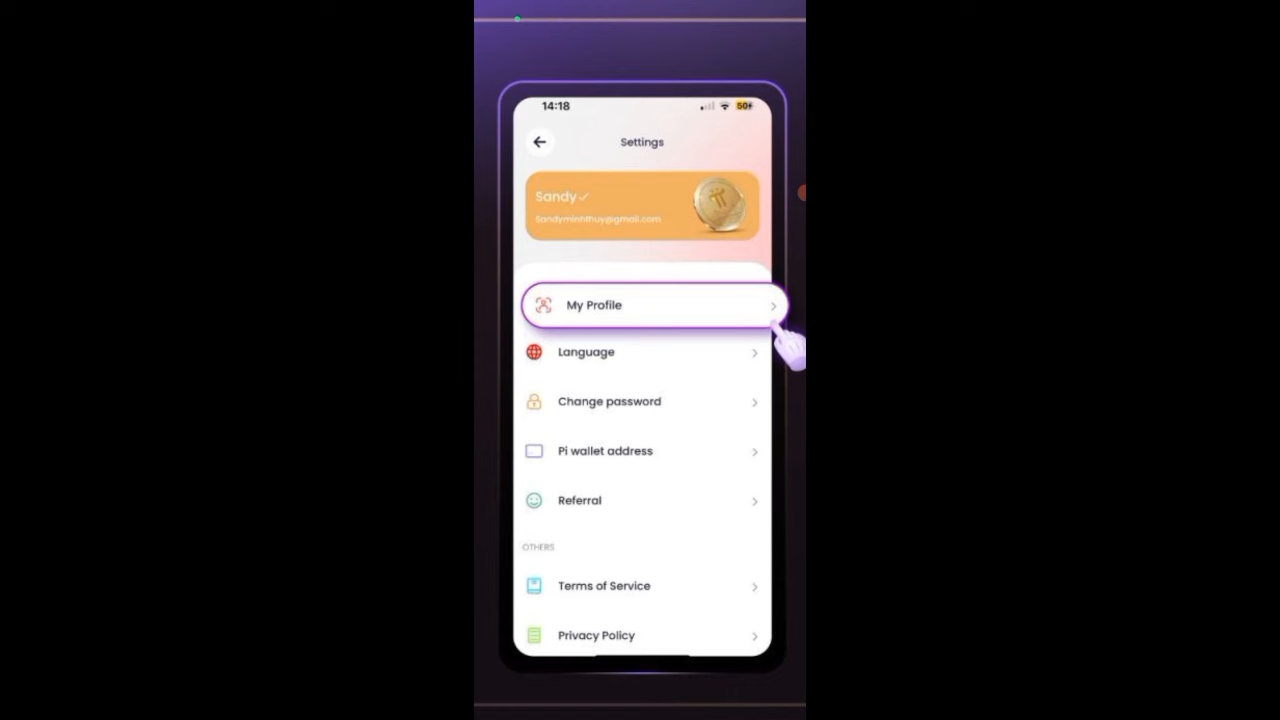 14:18
50
Settings
Sandy
Sandyminhthuy@gmail.com
My Profile
Language
Change password
Pi wallet address
Referral
OTHERS
Terms of Service
Privacy Policy